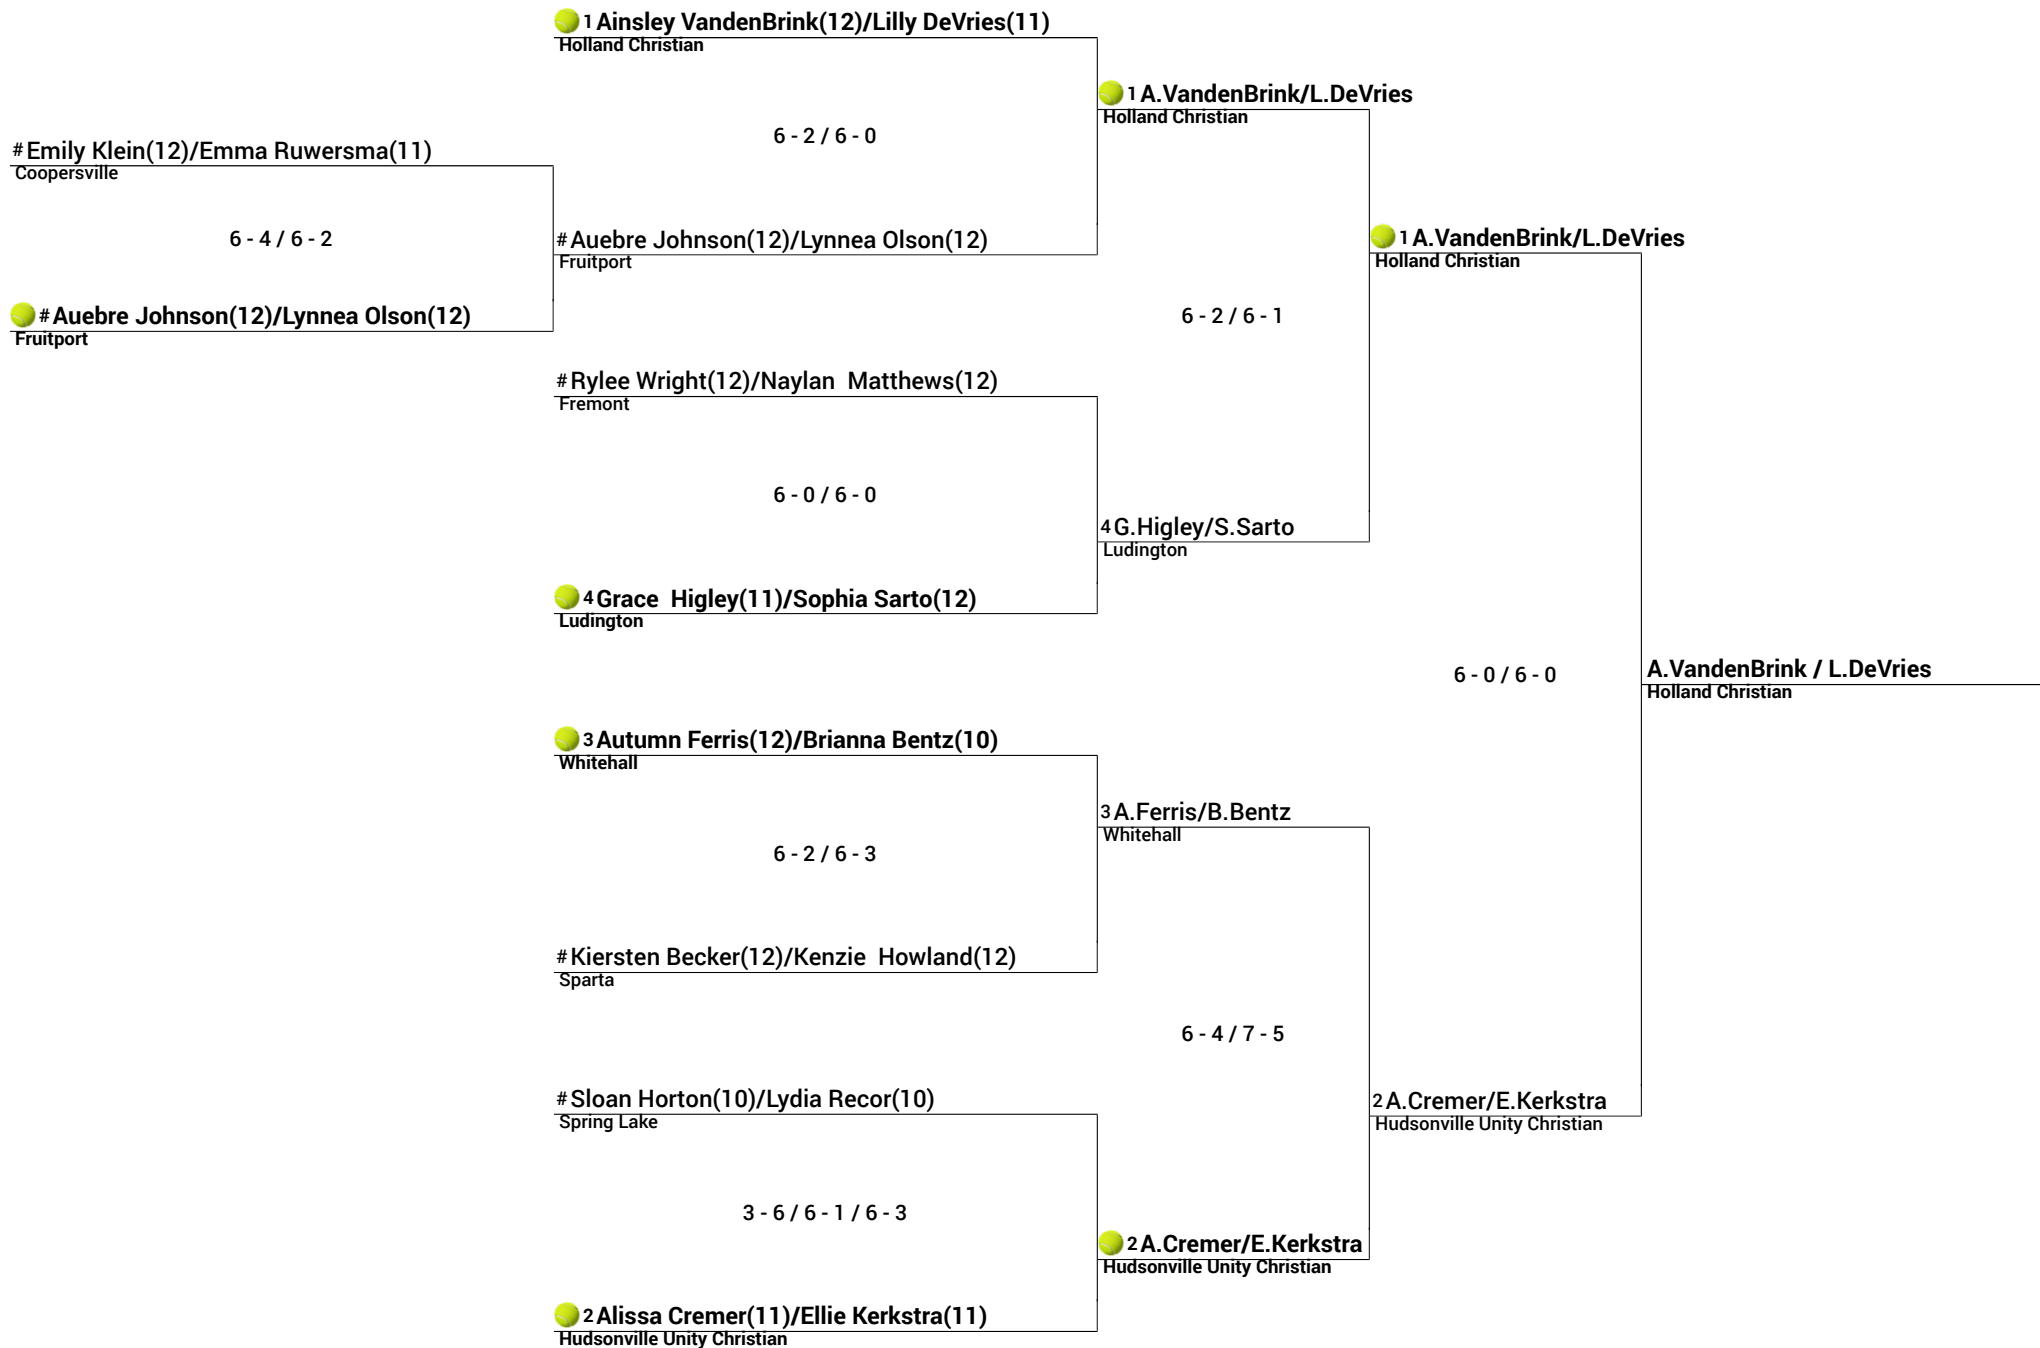 1 Ainsley VandenBrink(12)/Lilly DeVries(11)
Holland Christian
1 A.VandenBrink/L.DeVries
Holland Christian
6 - 2 / 6 - 0
# Emily Klein(12)/Emma Ruwersma(11)
Coopersville
6 - 4 / 6 - 2
# Auebre Johnson(12)/Lynnea Olson(12)
Fruitport
1 A.VandenBrink/L.DeVries
Holland Christian
# Auebre Johnson(12)/Lynnea Olson(12)
Fruitport
6 - 2 / 6 - 1
# Rylee Wright(12)/Naylan  Matthews(12)
Fremont
6 - 0 / 6 - 0
4 G.Higley/S.Sarto
Ludington
4 Grace  Higley(11)/Sophia Sarto(12)
Ludington
6 - 0 / 6 - 0
A.VandenBrink / L.DeVries
Holland Christian
3 Autumn Ferris(12)/Brianna Bentz(10)
Whitehall
3 A.Ferris/B.Bentz
Whitehall
6 - 2 / 6 - 3
# Kiersten Becker(12)/Kenzie  Howland(12)
Sparta
6 - 4 / 7 - 5
# Sloan Horton(10)/Lydia Recor(10)
Spring Lake
2 A.Cremer/E.Kerkstra
Hudsonville Unity Christian
3 - 6 / 6 - 1 / 6 - 3
2 A.Cremer/E.Kerkstra
Hudsonville Unity Christian
2 Alissa Cremer(11)/Ellie Kerkstra(11)
Hudsonville Unity Christian